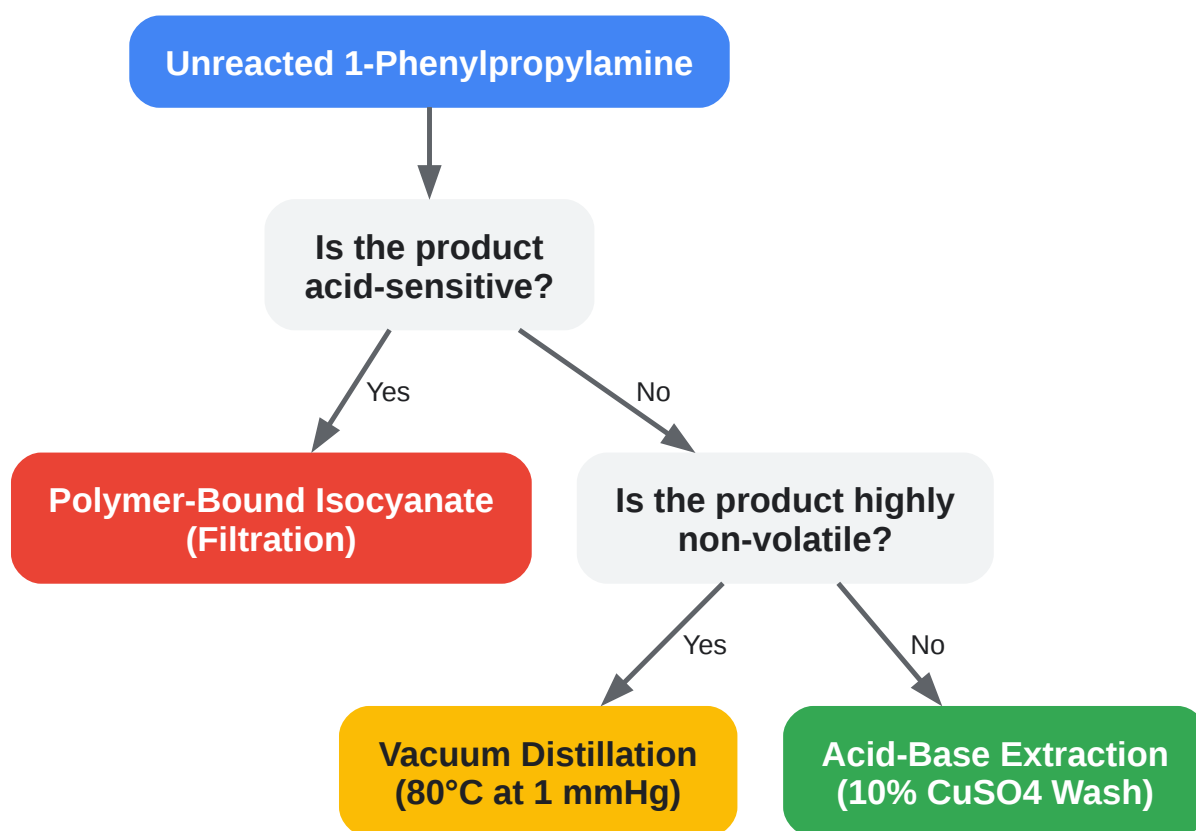 Unreacted 1-Phenylpropylamine
Is the product
acid-sensitive?
Yes
No
Polymer-Bound Isocyanate
(Filtration)
Is the product highly
non-volatile?
Yes
No
Vacuum Distillation
(80°C at 1 mmHg)
Acid-Base Extraction
(10% CuSO4 Wash)